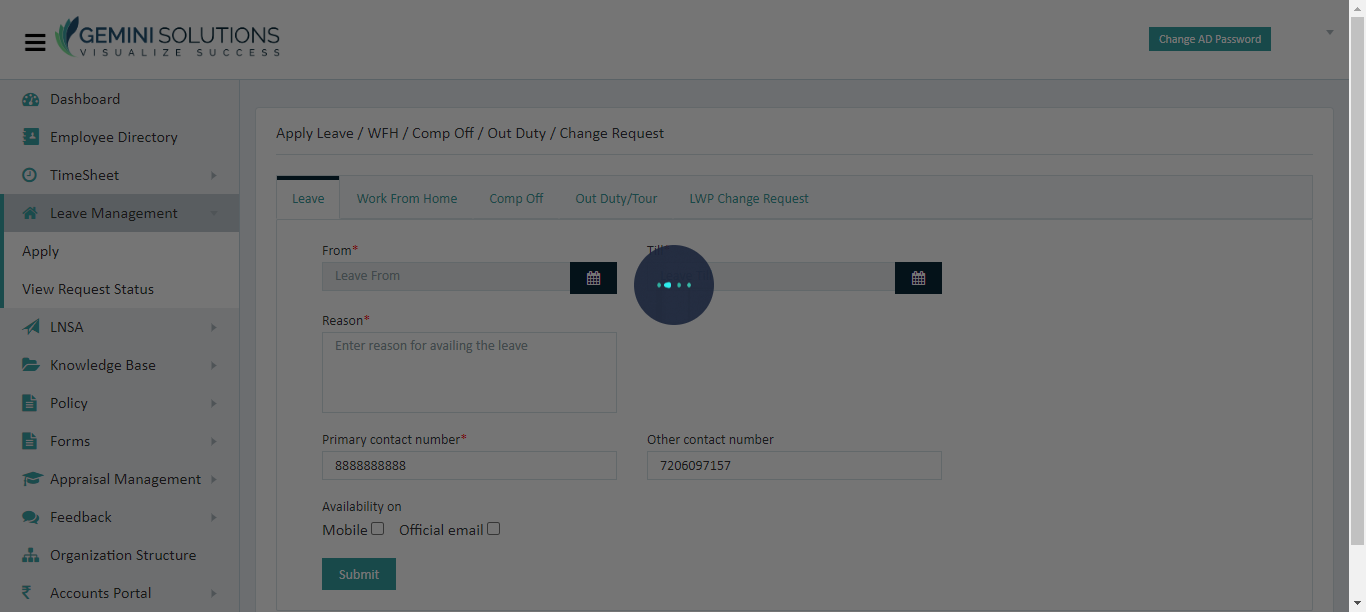 GEMINI SOLUTIONS
VISUALIZE SUCCESS
Change AD Password
Dashboard
Employee Directory
TimeSheet
Leave Management
Apply
View Request Status
LNSA
Knowledge Base
Policy
Forms
Appraisal Management
Feedback
Organization Structure
Accounts Portal
Apply Leave / WFH / Comp Off / Out Duty / Change Request
Leave Work From Home Comp Off Out Duty/Tour LWP Change Request
From* Till*
Leave From
Reason*
Enter reason for availing the leave
Primary contact number* Other contact number
8888888888 7206097157
Availability on
Mobile Official email
Submit